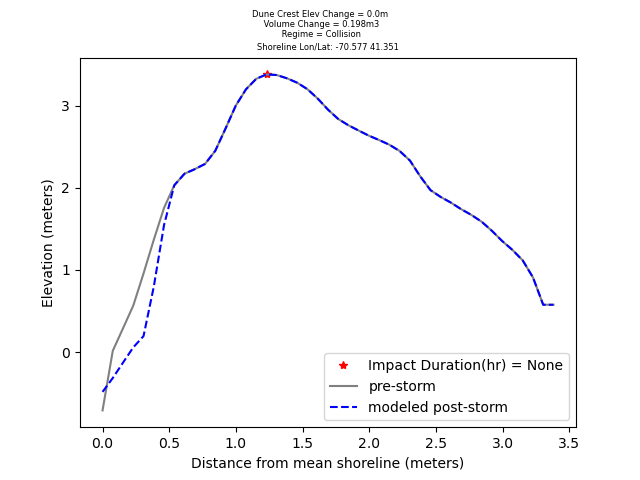 Dune Crest Elev Change = 0.0m
Volume Change = 0.198m3
Regime = Collision
Shoreline Lon/Lat: -70.577 41.351
3
2
1
0
Elevation (meters)
Impact Duration(hr) = None
pre-storm
modeled post-storm
0.0 0.5 1.0 1.5 2.0 2.5 3.0 3.5
Distance from mean shoreline (meters)